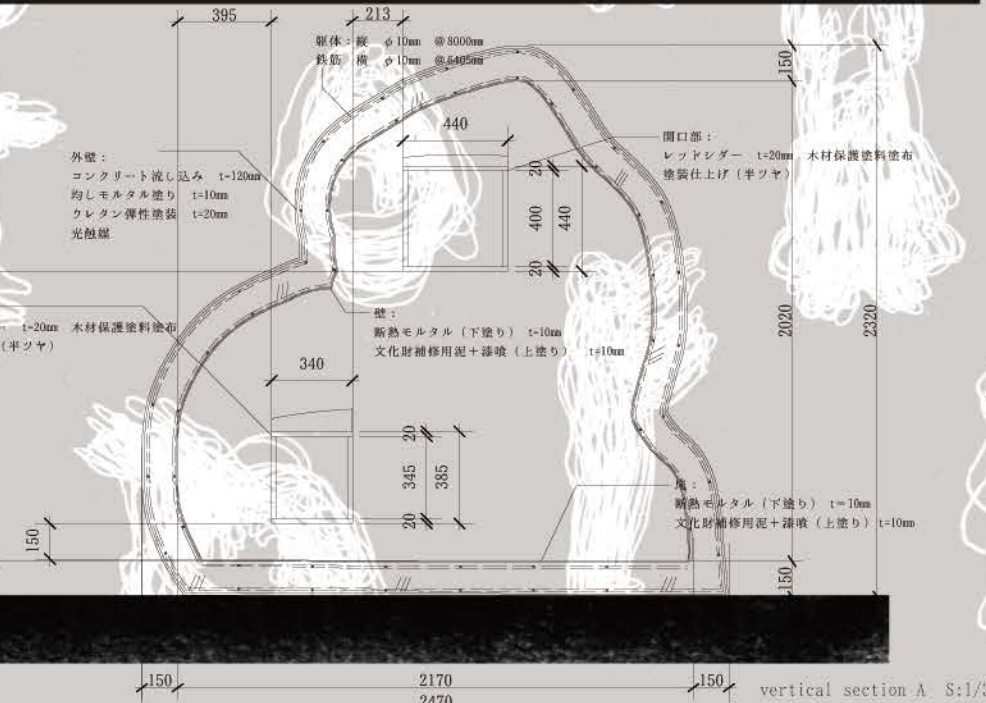 395
213
躯体：縦　φ10mm　@8000mm
鉄筋　横　φ10mm　@6405mm
150
440
開口部：
レッドシダー　t=20mm　木材保護塗料塗布
塗装仕上げ（半ツヤ）
外壁：
コンクリート流し込み　t=120mm
均しモルタル塗り　t=10mm
ウレタン弾性塗装　t=20mm
光触媒
20
400
440
20
2020
2320
t=20mm　木材保護塗料塗布
（半ツヤ）
壁：
断熱モルタル（下塗り）　t=10mm
文化財補修用泥＋漆喰（上塗り）　t=10mm
340
20
345
385
20
150
：
断熱モルタル（下塗り）　t=10mm
文化財補修用泥＋漆喰（上塗り）t=10mm
150
150
2170
150
2470
vertical section A　S:1/3